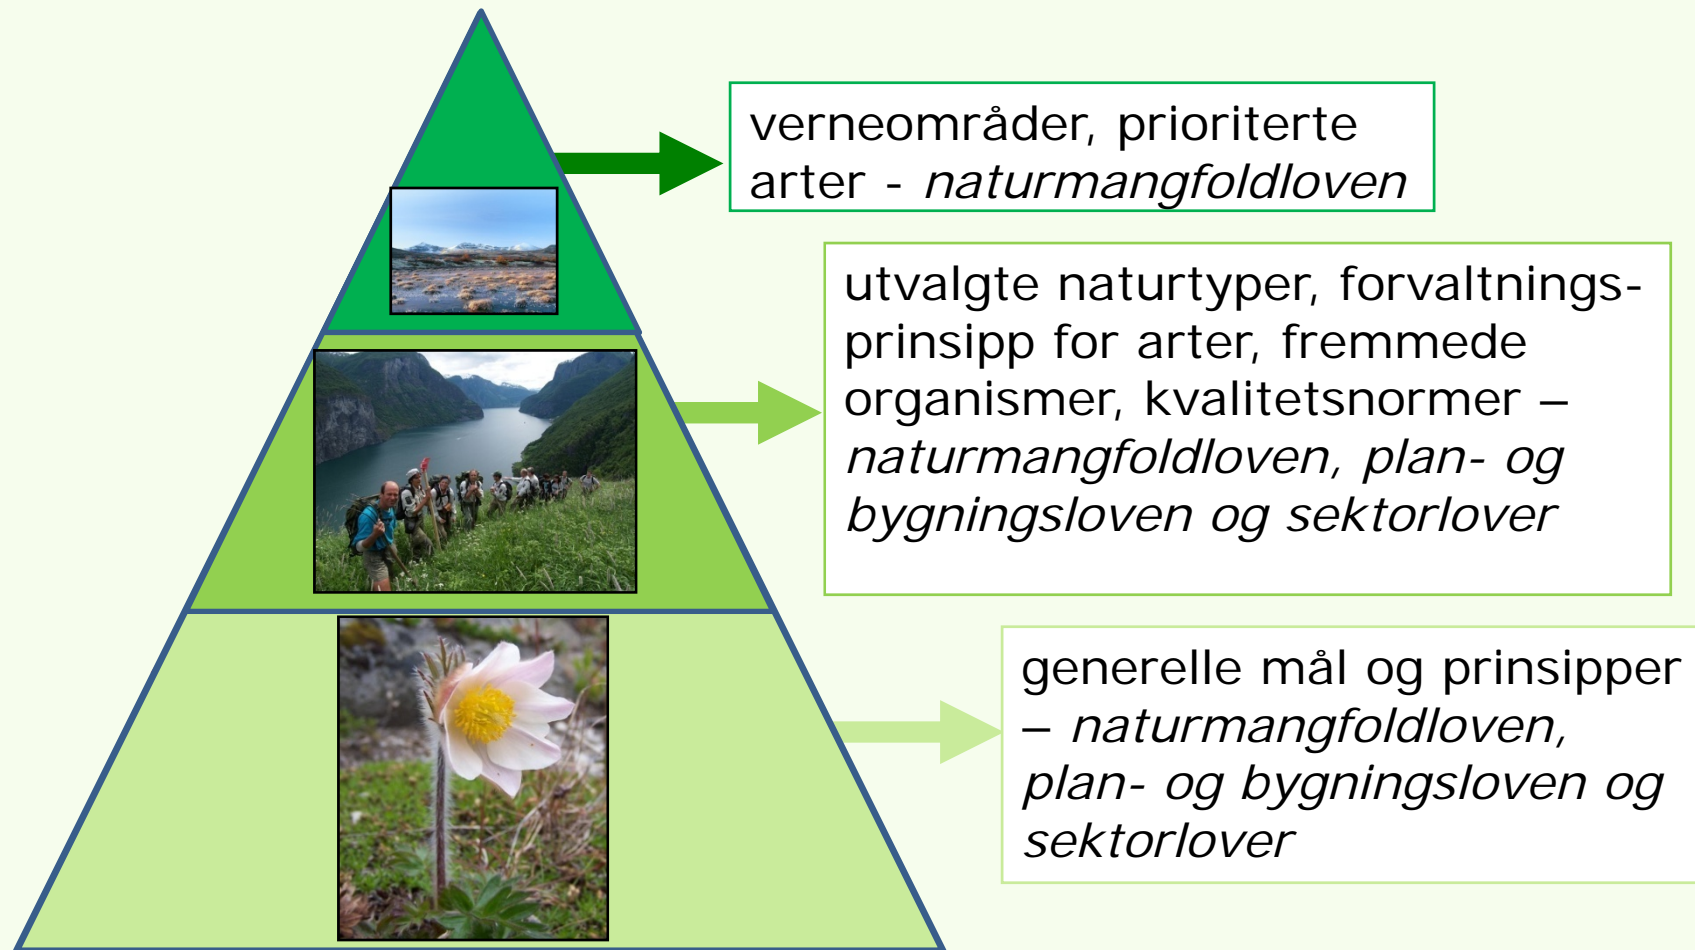 verneområder, prioriterte
arter - naturmangfoldloven
utvalgte naturtyper, forvaltnings-
prinsipp for arter, fremmede
organismer, kvalitetsnormer –
naturmangfoldloven, plan- og
bygningsloven og sektorlover
generelle mål og prinsipper
– naturmangfoldloven,
plan- og bygningsloven og
sektorlover